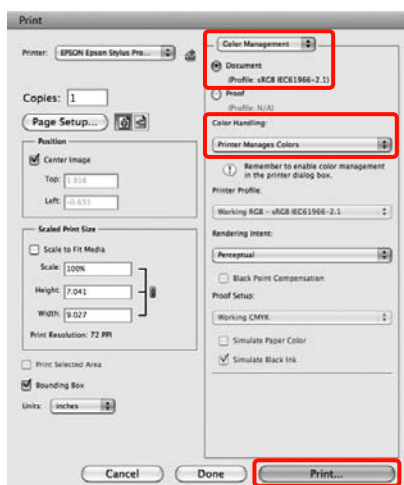 Print
Printer: EPSON Epson Stylus Pro...
Copies: 1
Page Setup...
Position
Center Image
Top: 1.916
Left: -0.633
Scaled Print Size
Scale to Fit Media
Scale: 100%
Height: 7.041
Width: 9.027
Print Resolution: 72 PPI
Print Selected Area
Bounding Box
Units: inches
Color Management
Document
(Profile: sRGB IEC61966-2.1)
Proof
(Profile: N/A)
Color Handling:
Printer Manages Colors
Remember to enable color management
in the printer dialog box.
Printer Profile:
Working RGB - sRGB IEC61966-2.1
Rendering Intent:
Perceptual
Black Point Compensation
Proof Setup:
Working CMYK
Simulate Paper Color
Simulate Black Ink
Cancel
Done
Print...